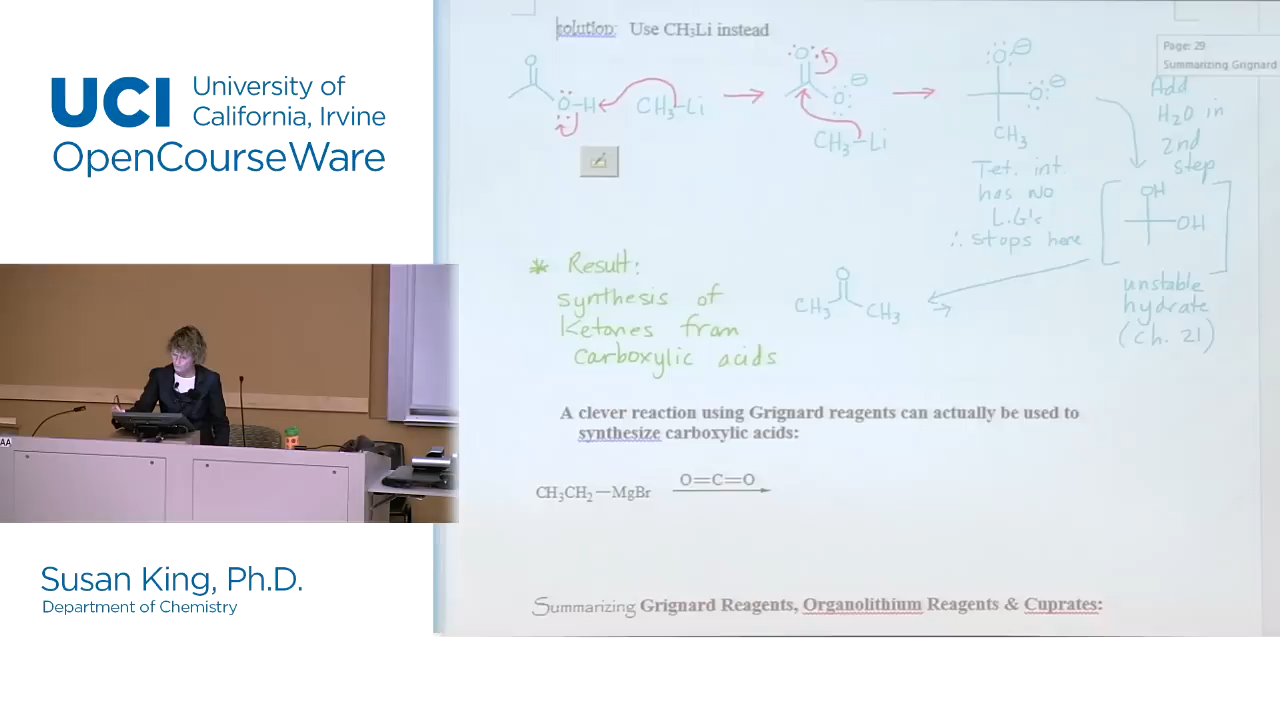 UCI
University of
California, Irvine
OpenCourseWare
solution: Use CH₃Li instead
Page: 29
Summarizing Grignard
O
O-H
CH₃-Li
O
O
CH₃-Li
O
O
CH₃
Add
H₂O in
2nd
step
Tet. int.
has No
L.G's
∴ stops here
OH
OH
unstable
hydrate
(Ch. 21)
* Result:
synthesis of
Ketones from
carboxylic acids
O
CH₃
CH₃
A clever reaction using Grignard reagents can actually be used to
synthesize carboxylic acids:
CH₃CH₂—MgBr
O=C=O
Summarizing Grignard Reagents, Organolithium Reagents & Cuprates:
AA
Susan King, Ph.D.
Department of Chemistry